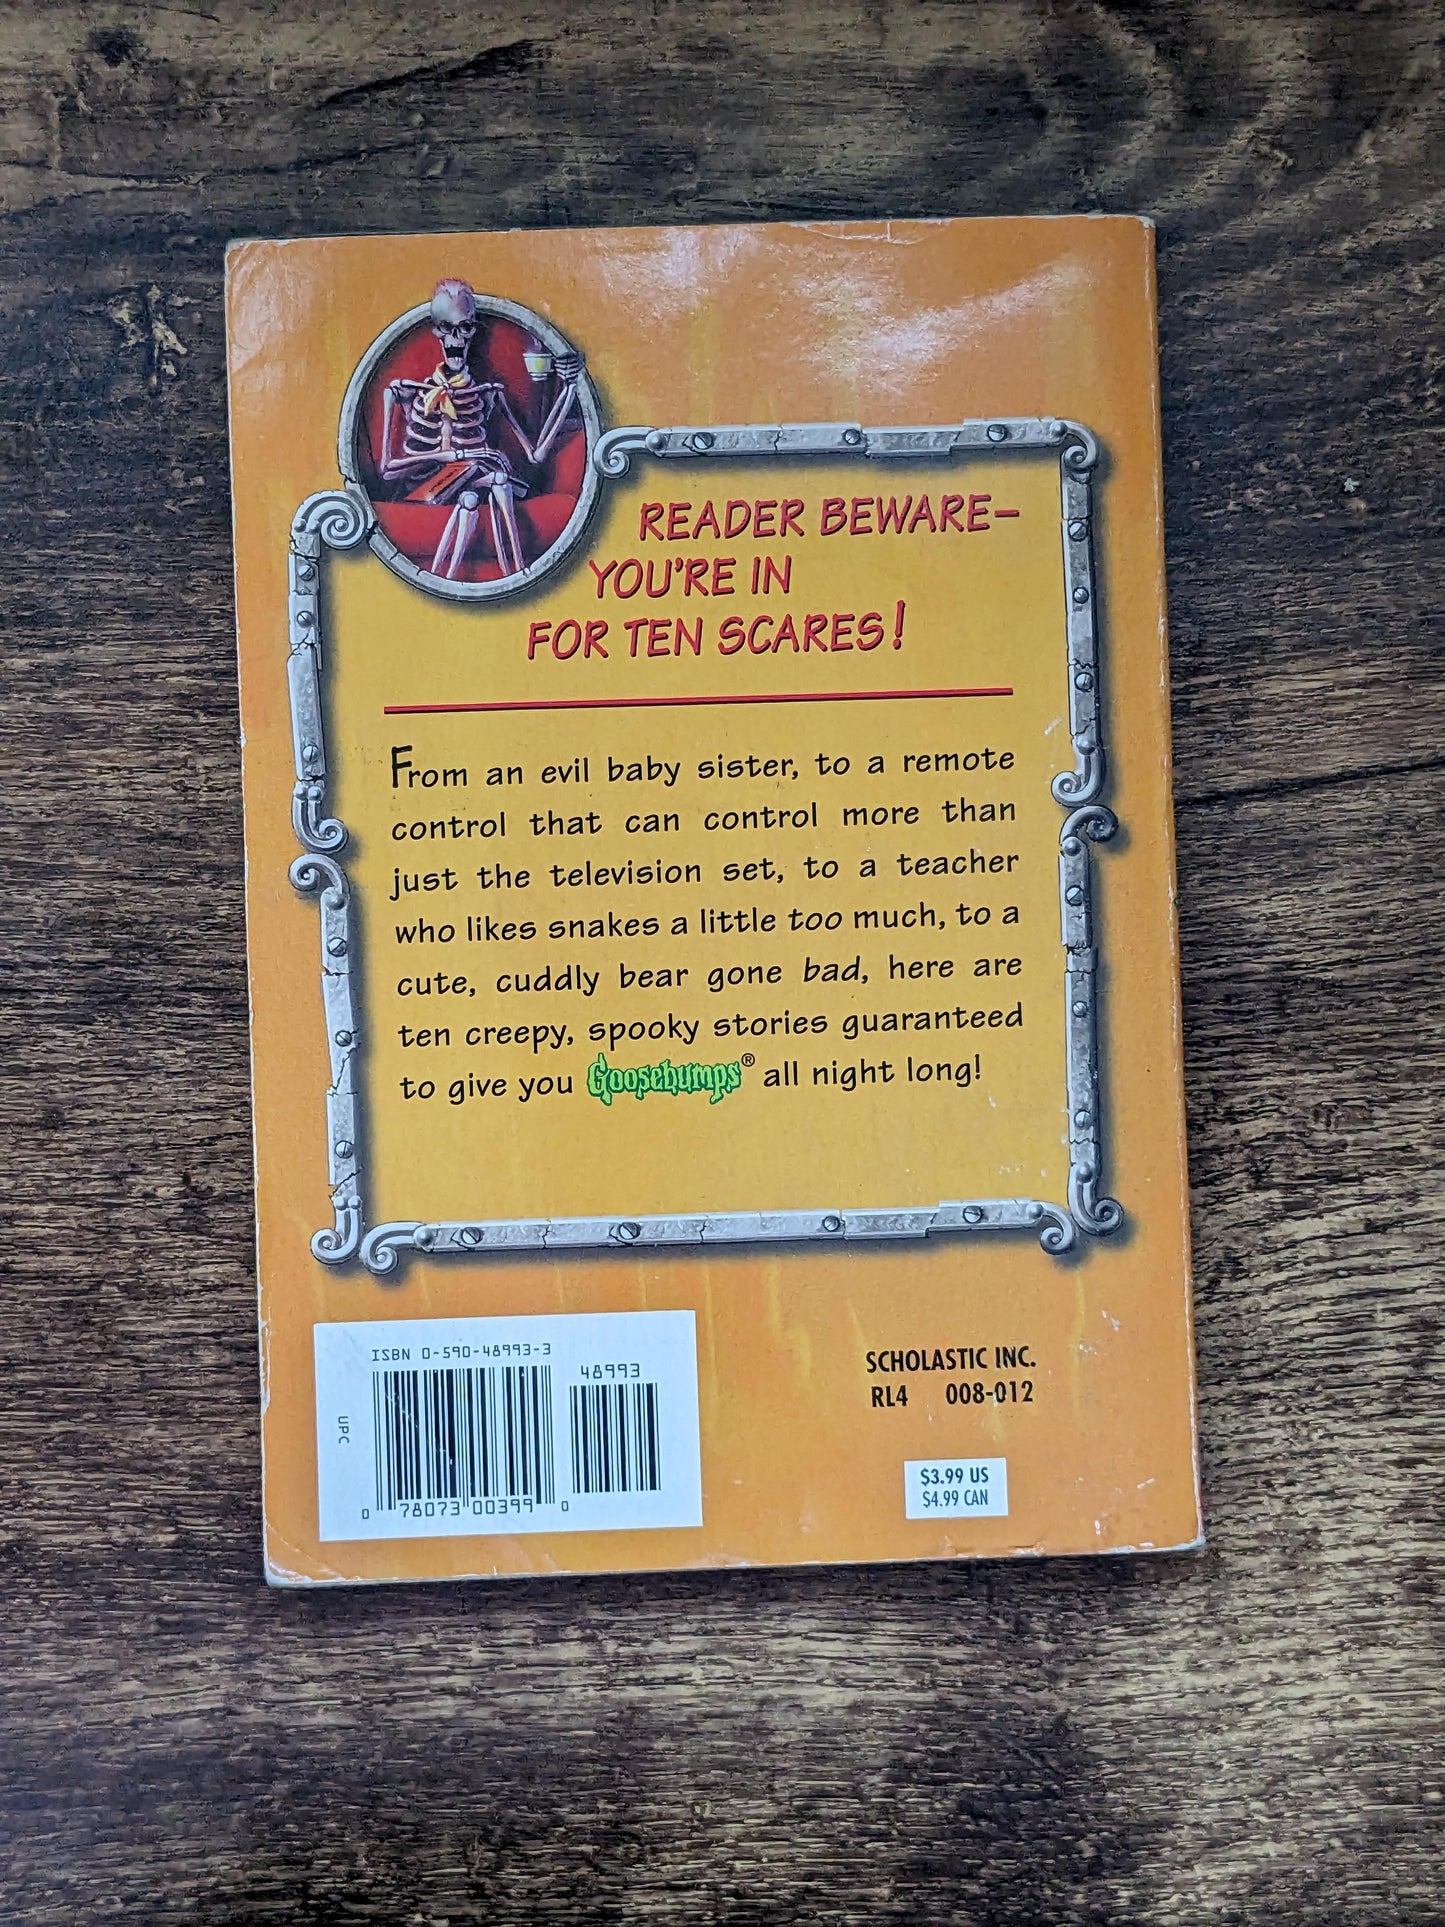 READER BEWARE—
YOU'RE IN
FOR TEN SCARES!
From an evil baby sister, to a remote
control that can control more than
just the television set, to a teacher
who likes snakes a little too much, to a
cute, cuddly bear gone bad, here are
ten creepy, spooky stories guaranteed
to give you Goosebumps® all night long!
ISBN 0-590-48993-3
48993
UPC
0 78073 00399 0
SCHOLASTIC INC.
RL4 008-012
$3.99 US
$4.99 CAN